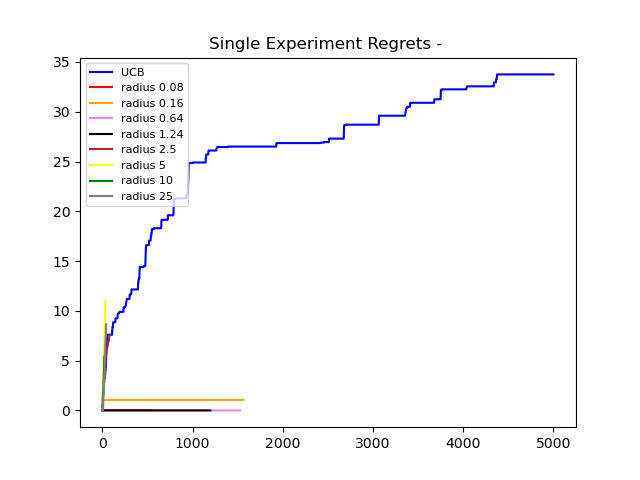 Single Experiment Regrets -
35
30
25
20
15
10
5
0
UCB
radius 0.08
radius 0.16
radius 0.64
radius 1.24
radius 2.5
radius 5
radius 10
radius 25
0 1000 2000 3000 4000 5000